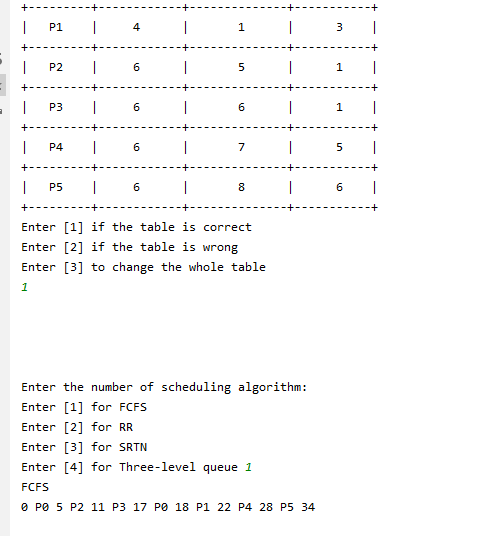 +---------+------------+--------------+-----------+
| P1 | 4 | 1 | 3 |
+---------+------------+--------------+-----------+
| P2 | 6 | 5 | 1 |
+---------+------------+--------------+-----------+
| P3 | 6 | 6 | 1 |
+---------+------------+--------------+-----------+
| P4 | 6 | 7 | 5 |
+---------+------------+--------------+-----------+
| P5 | 6 | 8 | 6 |
+---------+------------+--------------+-----------+
Enter [1] if the table is correct
Enter [2] if the table is wrong
Enter [3] to change the whole table
1
Enter the number of scheduling algorithm:
Enter [1] for FCFS
Enter [2] for RR
Enter [3] for SRTN
Enter [4] for Three-level queue 1
FCFS
0 P0 5 P2 11 P3 17 P0 18 P1 22 P4 28 P5 34